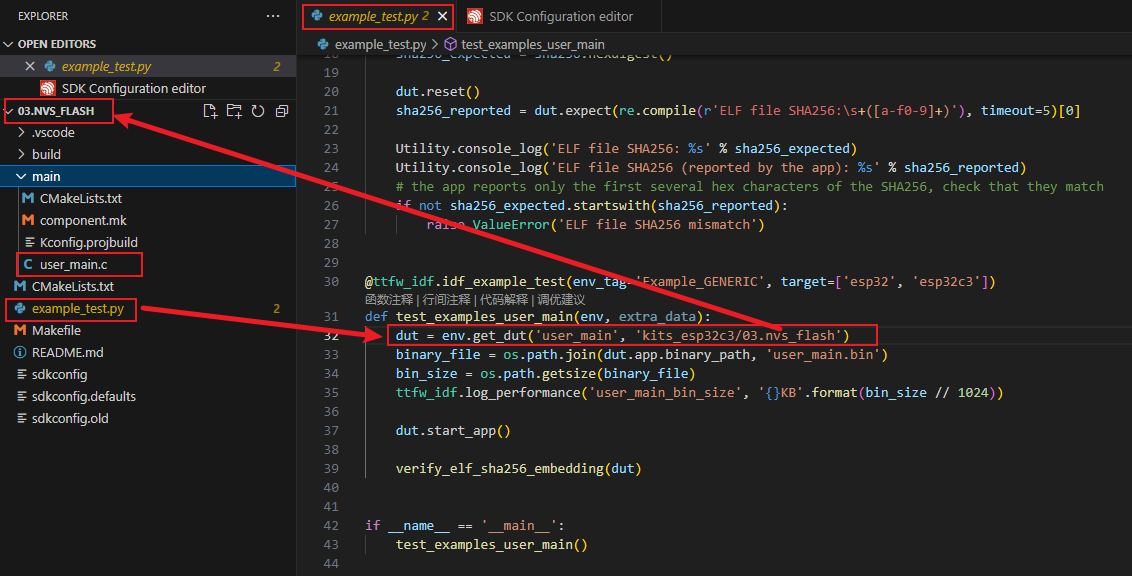 EXPLORER
OPEN EDITORS
example_test.py 2
SDK Configuration editor
03.NVS_FLASH
.vscode
build
main
CMakeLists.txt
component.mk
Kconfig.projbuild
user_main.c
CMakeLists.txt
example_test.py 2
Makefile
README.md
sdkconfig
sdkconfig.defaults
sdkconfig.old
example_test.py 2
SDK Configuration editor
example_test.py > test_examples_user_main
19
20 dut.reset()
21 sha256_reported = dut.expect(re.compile(r'ELF file SHA256:\s+([a-f0-9]+)'), timeout=5)[0]
22
23 Utility.console_log('ELF file SHA256: %s' % sha256_expected)
24 Utility.console_log('ELF file SHA256 (reported by the app): %s' % sha256_reported)
25 # the app reports only the first several hex characters of the SHA256, check that they match
26 if not sha256_expected.startswith(sha256_reported):
27 raise ValueError('ELF file SHA256 mismatch')
28
29
30 @ttfw_idf.idf_example_test(env_tag='Example_GENERIC', target=['esp32', 'esp32c3'])
函数注释 | 行间注释 | 代码解释 | 调优建议
31 def test_examples_user_main(env, extra_data):
32 dut = env.get_dut('user_main', 'kits_esp32c3/03.nvs_flash')
33 binary_file = os.path.join(dut.app.binary_path, 'user_main.bin')
34 bin_size = os.path.getsize(binary_file)
35 ttfw_idf.log_performance('user_main_bin_size', '{}KB'.format(bin_size // 1024))
36
37 dut.start_app()
38
39 verify_elf_sha256_embedding(dut)
40
41
42 if __name__ == '__main__':
43 test_examples_user_main()
44